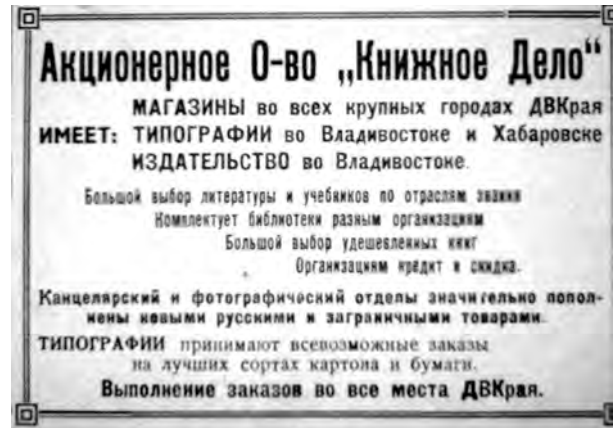 Акционерное О-во „Книжное Дело“
МАГАЗИНЫ во всех крупных городах ДВКрая
ИМЕЕТ: ТИПОГРАФИИ во Владивостоке и Хабаровске
ИЗДАТЕЛЬСТВО во Владивостоке.
Большой выбор литературы и учебников по отраслям знания
Комплектует библиотеки разным организациям
Большой выбор удешевленных книг
Организациям кредит и скидка.
Канцелярский и фотографический отделы значительно попол-
нены новыми русскими и заграничными товарами.
ТИПОГРАФИИ принимают всевозможные заказы
на лучших сортах картона и бумаги.
Выполнение заказов во все места ДВКрая.